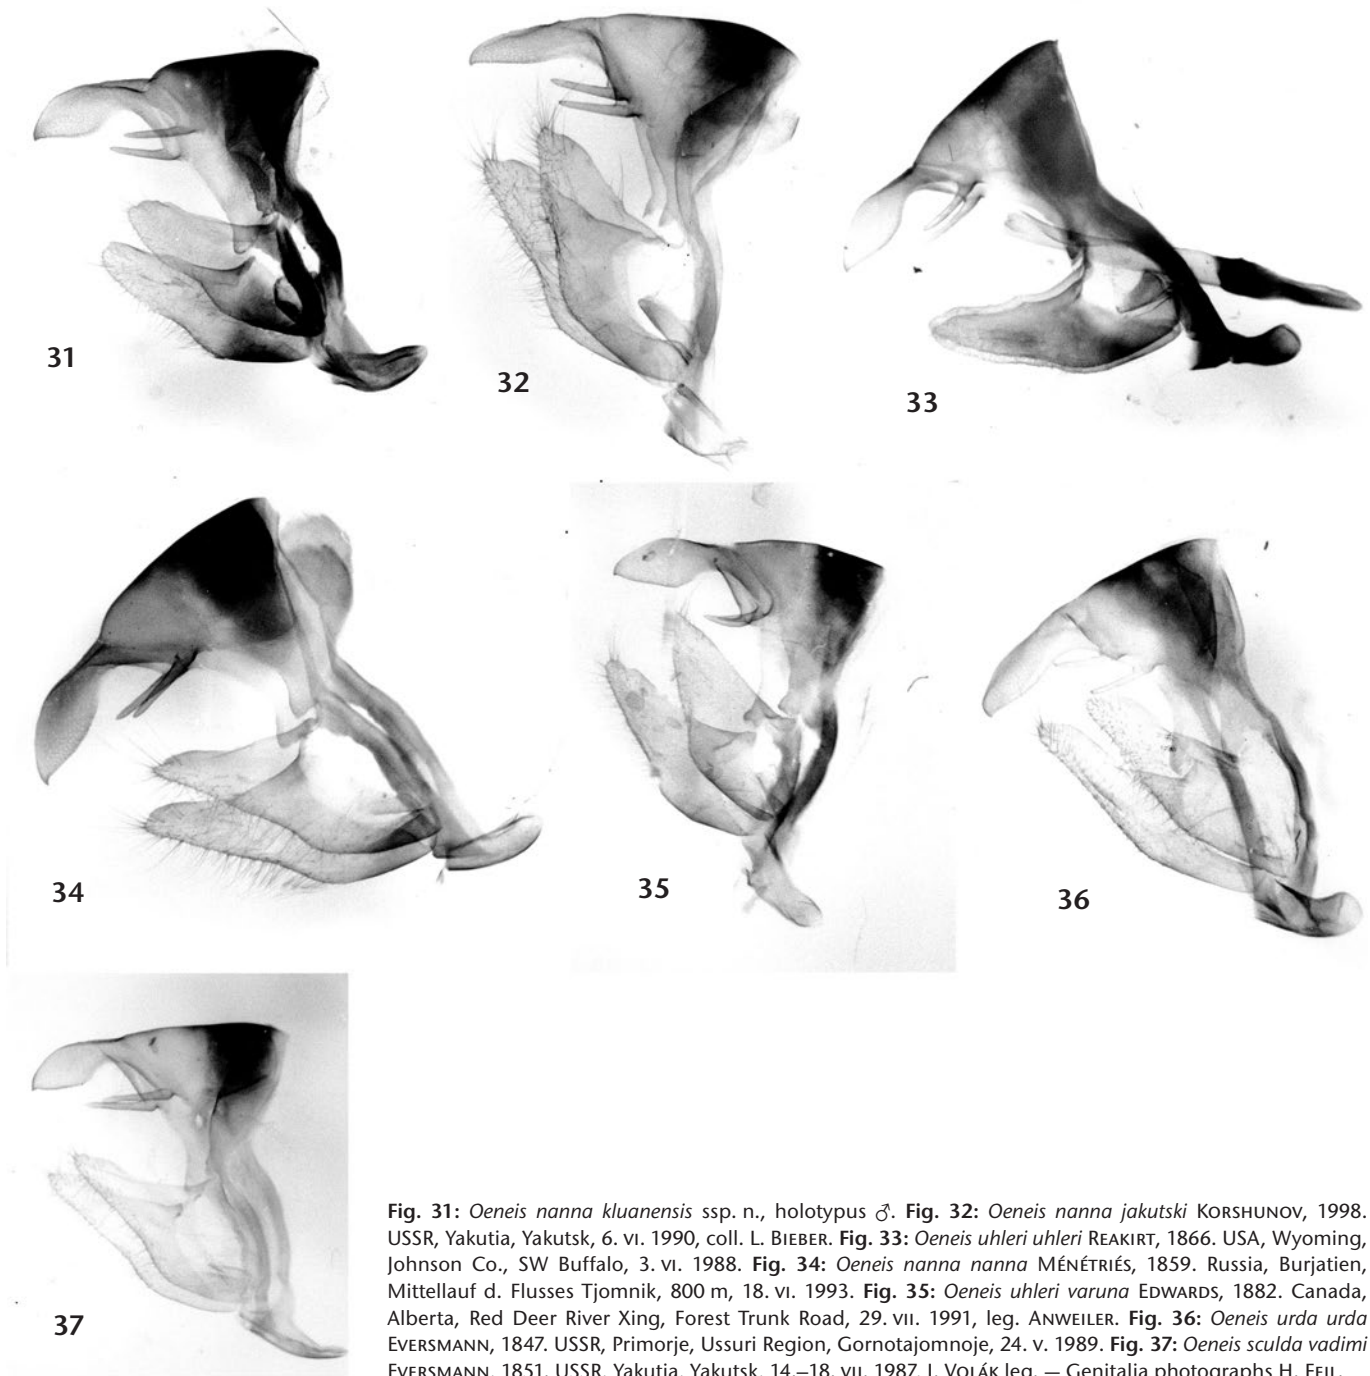 31
32
33
34
35
36
37
Fig. 31: Oeneis nanna kluanensis ssp. n., holotypus ♂. Fig. 32: Oeneis nanna jakutski KORSHUNOV, 1998.
USSR, Yakutia, Yakutsk, 6. VI. 1990, coll. L. BIEBER. Fig. 33: Oeneis uhleri uhleri REAKIRT, 1866. USA, Wyoming,
Johnson Co., SW Buffalo, 3. VI. 1988. Fig. 34: Oeneis nanna nanna MÉNÉTRIÉS, 1859. Russia, Burjatien,
Mittellauf d. Flusses Tjomnik, 800 m, 18. VI. 1993. Fig. 35: Oeneis uhleri varuna EDWARDS, 1882. Canada,
Alberta, Red Deer River Xing, Forest Trunk Road, 29. VII. 1991, leg. ANWEILER. Fig. 36: Oeneis urda urda
EVERSMANN, 1847. USSR, Primorje, Ussuri Region, Gornotajomnoje, 24. V. 1989. Fig. 37: Oeneis sculda vadimi
EVERSMANN, 1851. USSR, Yakutia, Yakutsk, 14.–18. VII. 1987, J. VOLÁK leg. — Genitalia photographs H. FEIL.